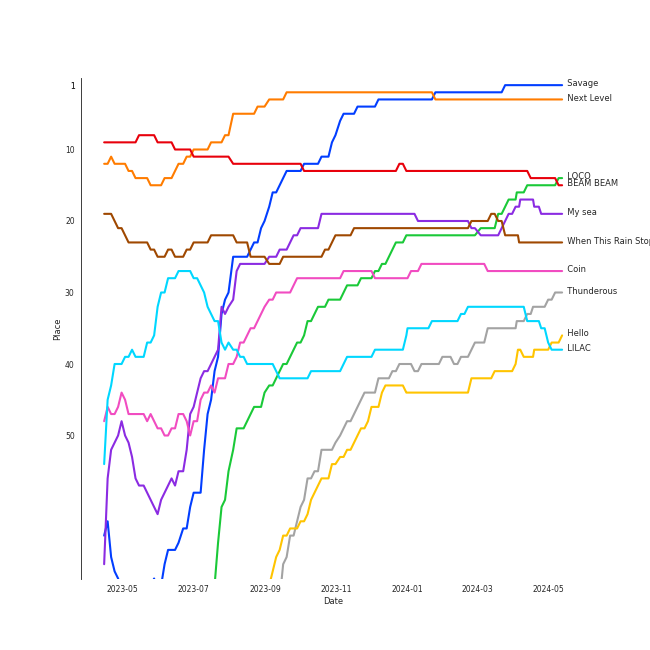 1
10
20
30
40
50
Place
Savage
Next Level
LOCO
BEAM BEAM
My sea
When This Rain Stop
Coin
Thunderous
Hello
LILAC
2023-05
2023-07
2023-09
2023-11
2024-01
2024-03
2024-05
Date